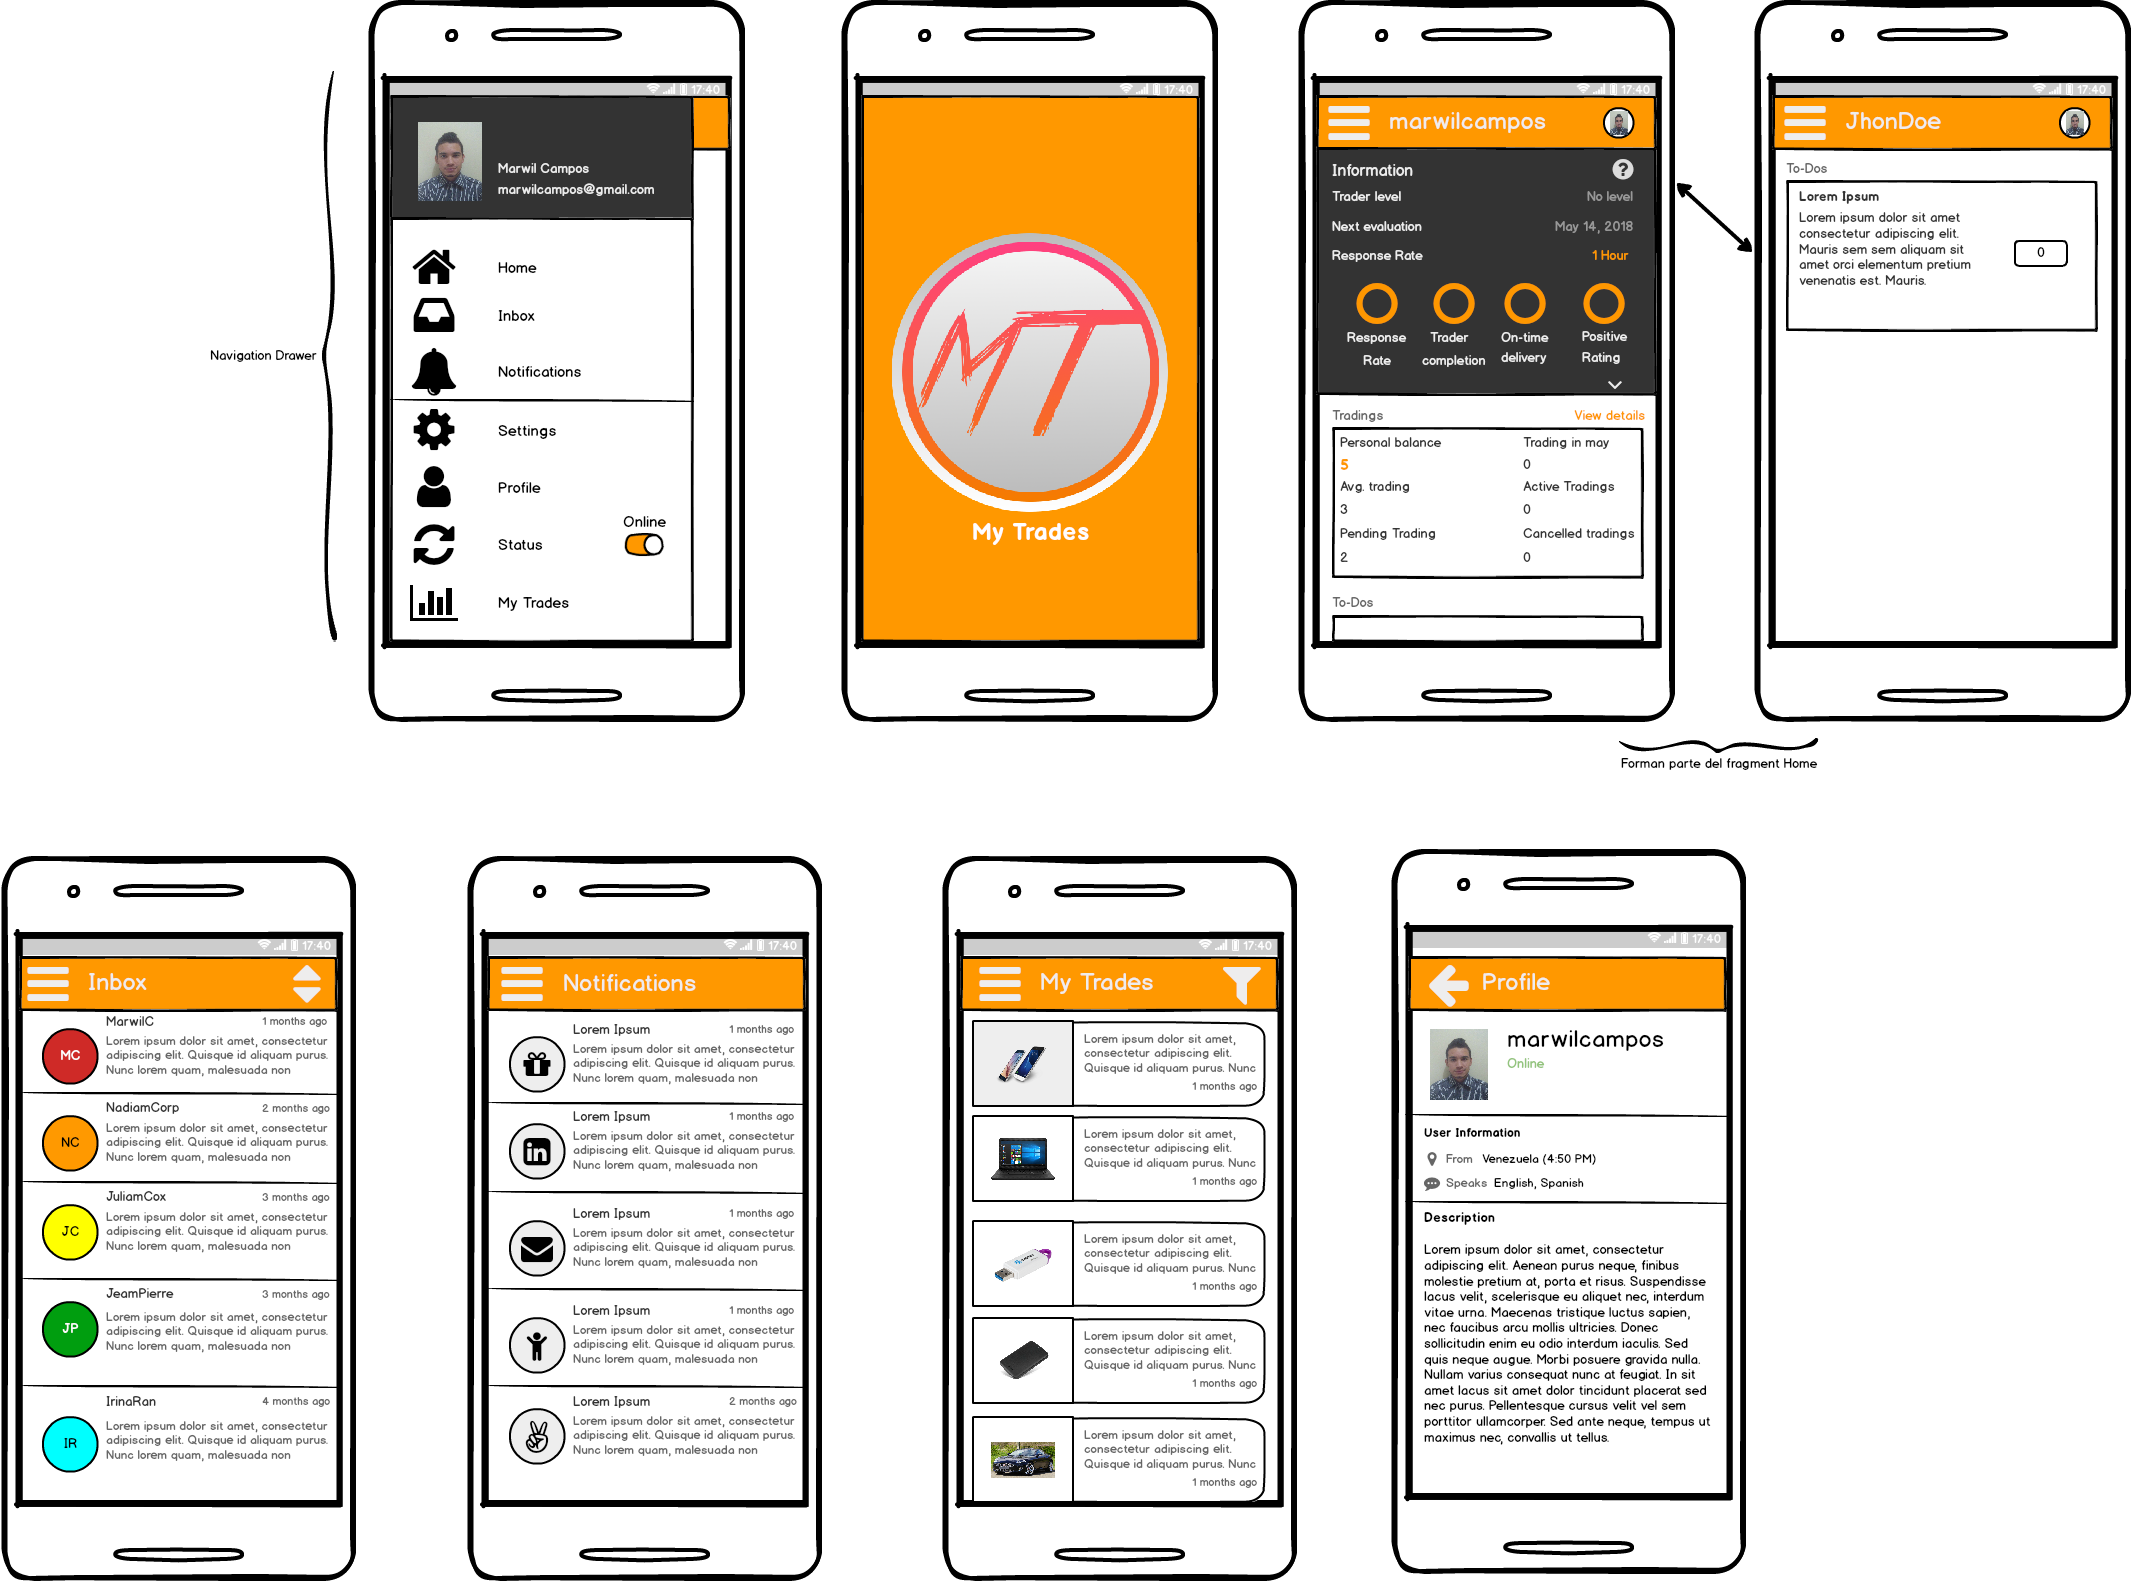 Navigation Drawer
17:40
Marwil Campos
marwilcampos@gmail.com
Home
Inbox
Notifications
Settings
Profile
Online
Status
My Trades
17:40
MT
My Trades
17:40
marwilcampos
Information
?
Trader level
No level
Next evaluation
May 14, 2018
Response Rate
1 Hour
Response
Rate
Trader
completion
On-time
delivery
Positive
Rating
Tradings
View details
Personal balance
Trading in may
5
0
Avg. trading
Active Tradings
3
0
Pending Trading
Cancelled tradings
2
0
To-Dos
17:40
JhonDoe
To-Dos
Lorem Ipsum
Lorem ipsum dolor sit amet
consectetur adipiscing elit.
Mauris sem sem aliquam sit
amet orci elementum pretium
venenatis est. Mauris.
0
Forman parte del fragment Home
17:40
Inbox
MC
MarwilC
1 months ago
Lorem ipsum dolor sit amet, consectetur
adipiscing elit. Quisque id aliquam purus.
Nunc lorem quam, malesuada non
NC
NadiamCorp
2 months ago
Lorem ipsum dolor sit amet, consectetur
adipiscing elit. Quisque id aliquam purus.
Nunc lorem quam, malesuada non
JC
JuliamCox
3 months ago
Lorem ipsum dolor sit amet, consectetur
adipiscing elit. Quisque id aliquam purus.
Nunc lorem quam, malesuada non
JP
JeamPierre
3 months ago
Lorem ipsum dolor sit amet, consectetur
adipiscing elit. Quisque id aliquam purus.
Nunc lorem quam, malesuada non
IR
IrinaRan
4 months ago
Lorem ipsum dolor sit amet, consectetur
adipiscing elit. Quisque id aliquam purus.
Nunc lorem quam, malesuada non
17:40
Notifications
Lorem Ipsum
1 months ago
Lorem ipsum dolor sit amet, consectetur
adipiscing elit. Quisque id aliquam purus.
Nunc lorem quam, malesuada non
in
Lorem Ipsum
1 months ago
Lorem ipsum dolor sit amet, consectetur
adipiscing elit. Quisque id aliquam purus.
Nunc lorem quam, malesuada non
Lorem Ipsum
1 months ago
Lorem ipsum dolor sit amet, consectetur
adipiscing elit. Quisque id aliquam purus.
Nunc lorem quam, malesuada non
Lorem Ipsum
1 months ago
Lorem ipsum dolor sit amet, consectetur
adipiscing elit. Quisque id aliquam purus.
Nunc lorem quam, malesuada non
Lorem Ipsum
2 months ago
Lorem ipsum dolor sit amet, consectetur
adipiscing elit. Quisque id aliquam purus.
Nunc lorem quam, malesuada non
17:40
My Trades
Lorem ipsum dolor sit amet,
consectetur adipiscing elit.
Quisque id aliquam purus. Nunc
1 months ago
Lorem ipsum dolor sit amet,
consectetur adipiscing elit.
Quisque id aliquam purus. Nunc
1 months ago
Lorem ipsum dolor sit amet,
consectetur adipiscing elit.
Quisque id aliquam purus. Nunc
1 months ago
Lorem ipsum dolor sit amet,
consectetur adipiscing elit.
Quisque id aliquam purus. Nunc
1 months ago
Lorem ipsum dolor sit amet,
consectetur adipiscing elit.
Quisque id aliquam purus. Nunc
1 months ago
17:40
Profile
marwilcampos
Online
User Information
From Venezuela (4:50 PM)
Speaks English, Spanish
Description
Lorem ipsum dolor sit amet, consectetur
adipiscing elit. Aenean purus neque, finibus
molestie pretium at, porta et risus. Suspendisse
lacus velit, scelerisque eu aliquet nec, interdum
vitae urna. Maecenas tristique luctus sapien,
nec faucibus arcu mollis ultricies. Donec
sollicitudin enim eu odio interdum iaculis. Sed
quis neque augue. Morbi posuere gravida nulla.
Nullam varius consequat nunc at feugiat. In sit
amet lacus sit amet dolor tincidunt placerat sed
nec purus. Pellentesque cursus velit vel sem
porttitor ullamcorper. Sed ante neque, tempus ut
maximus nec, convallis ut tellus.